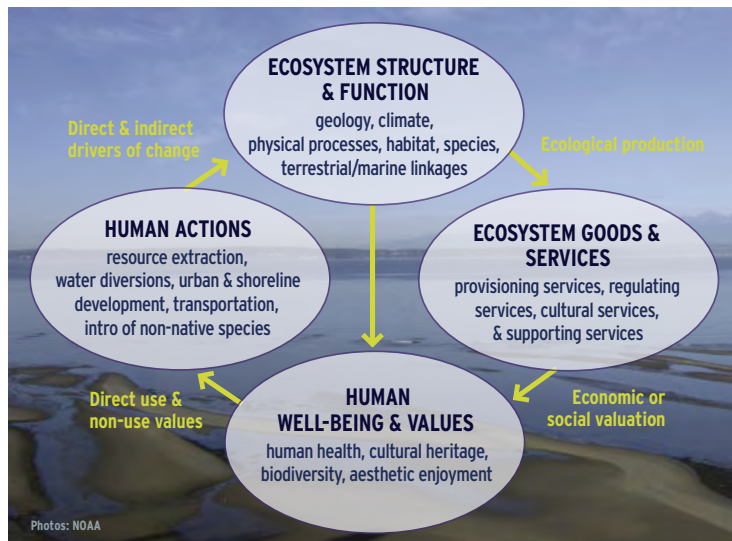 ECOSYSTEM STRUCTURE
& FUNCTION
geology, climate,
physical processes, habitat, species,
terrestrial/marine linkages
Direct & indirect
drivers of change
Ecological production
HUMAN ACTIONS
resource extraction,
water diversions, urban & shoreline
development, transportation,
intro of non-native species
ECOSYSTEM GOODS &
SERVICES
provisioning services, regulating
services, cultural services,
& supporting services
Direct use &
non-use values
Economic or
social valuation
HUMAN
WELL-BEING & VALUES
human health, cultural heritage,
biodiversity, aesthetic enjoyment
Photos: NOAA